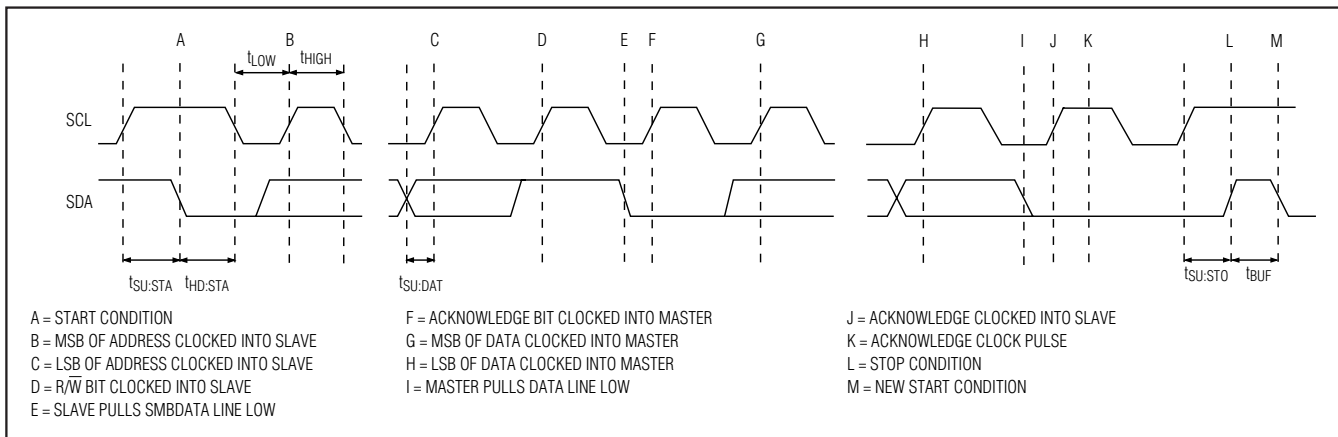 A B C D E F G H I J K L M
tLOW tHIGH
SCL
SDA
tSU:STA tHD:STA tSU:DAT tSU:STO tBUF
A = START CONDITION
B = MSB OF ADDRESS CLOCKED INTO SLAVE
C = LSB OF ADDRESS CLOCKED INTO SLAVE
D = R/W̅ BIT CLOCKED INTO SLAVE
E = SLAVE PULLS SMBDATA LINE LOW
F = ACKNOWLEDGE BIT CLOCKED INTO MASTER
G = MSB OF DATA CLOCKED INTO MASTER
H = LSB OF DATA CLOCKED INTO MASTER
I = MASTER PULLS DATA LINE LOW
J = ACKNOWLEDGE CLOCKED INTO SLAVE
K = ACKNOWLEDGE CLOCK PULSE
L = STOP CONDITION
M = NEW START CONDITION